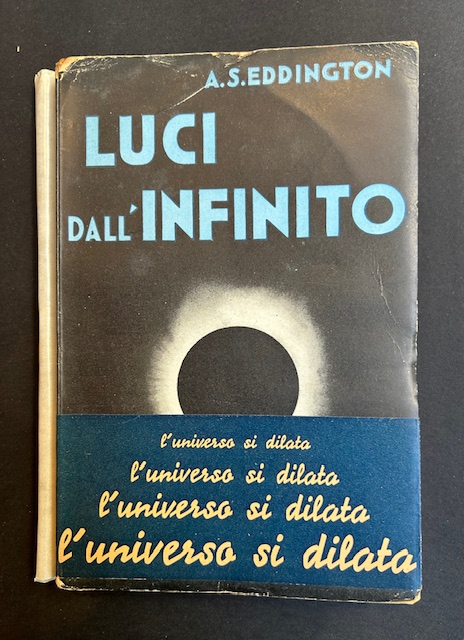 A.S.EDDINGTON
LUCI
DALL'INFINITO
l'universo si dilata
l'universo si dilata
l'universo si dilata
l'universo si dilata